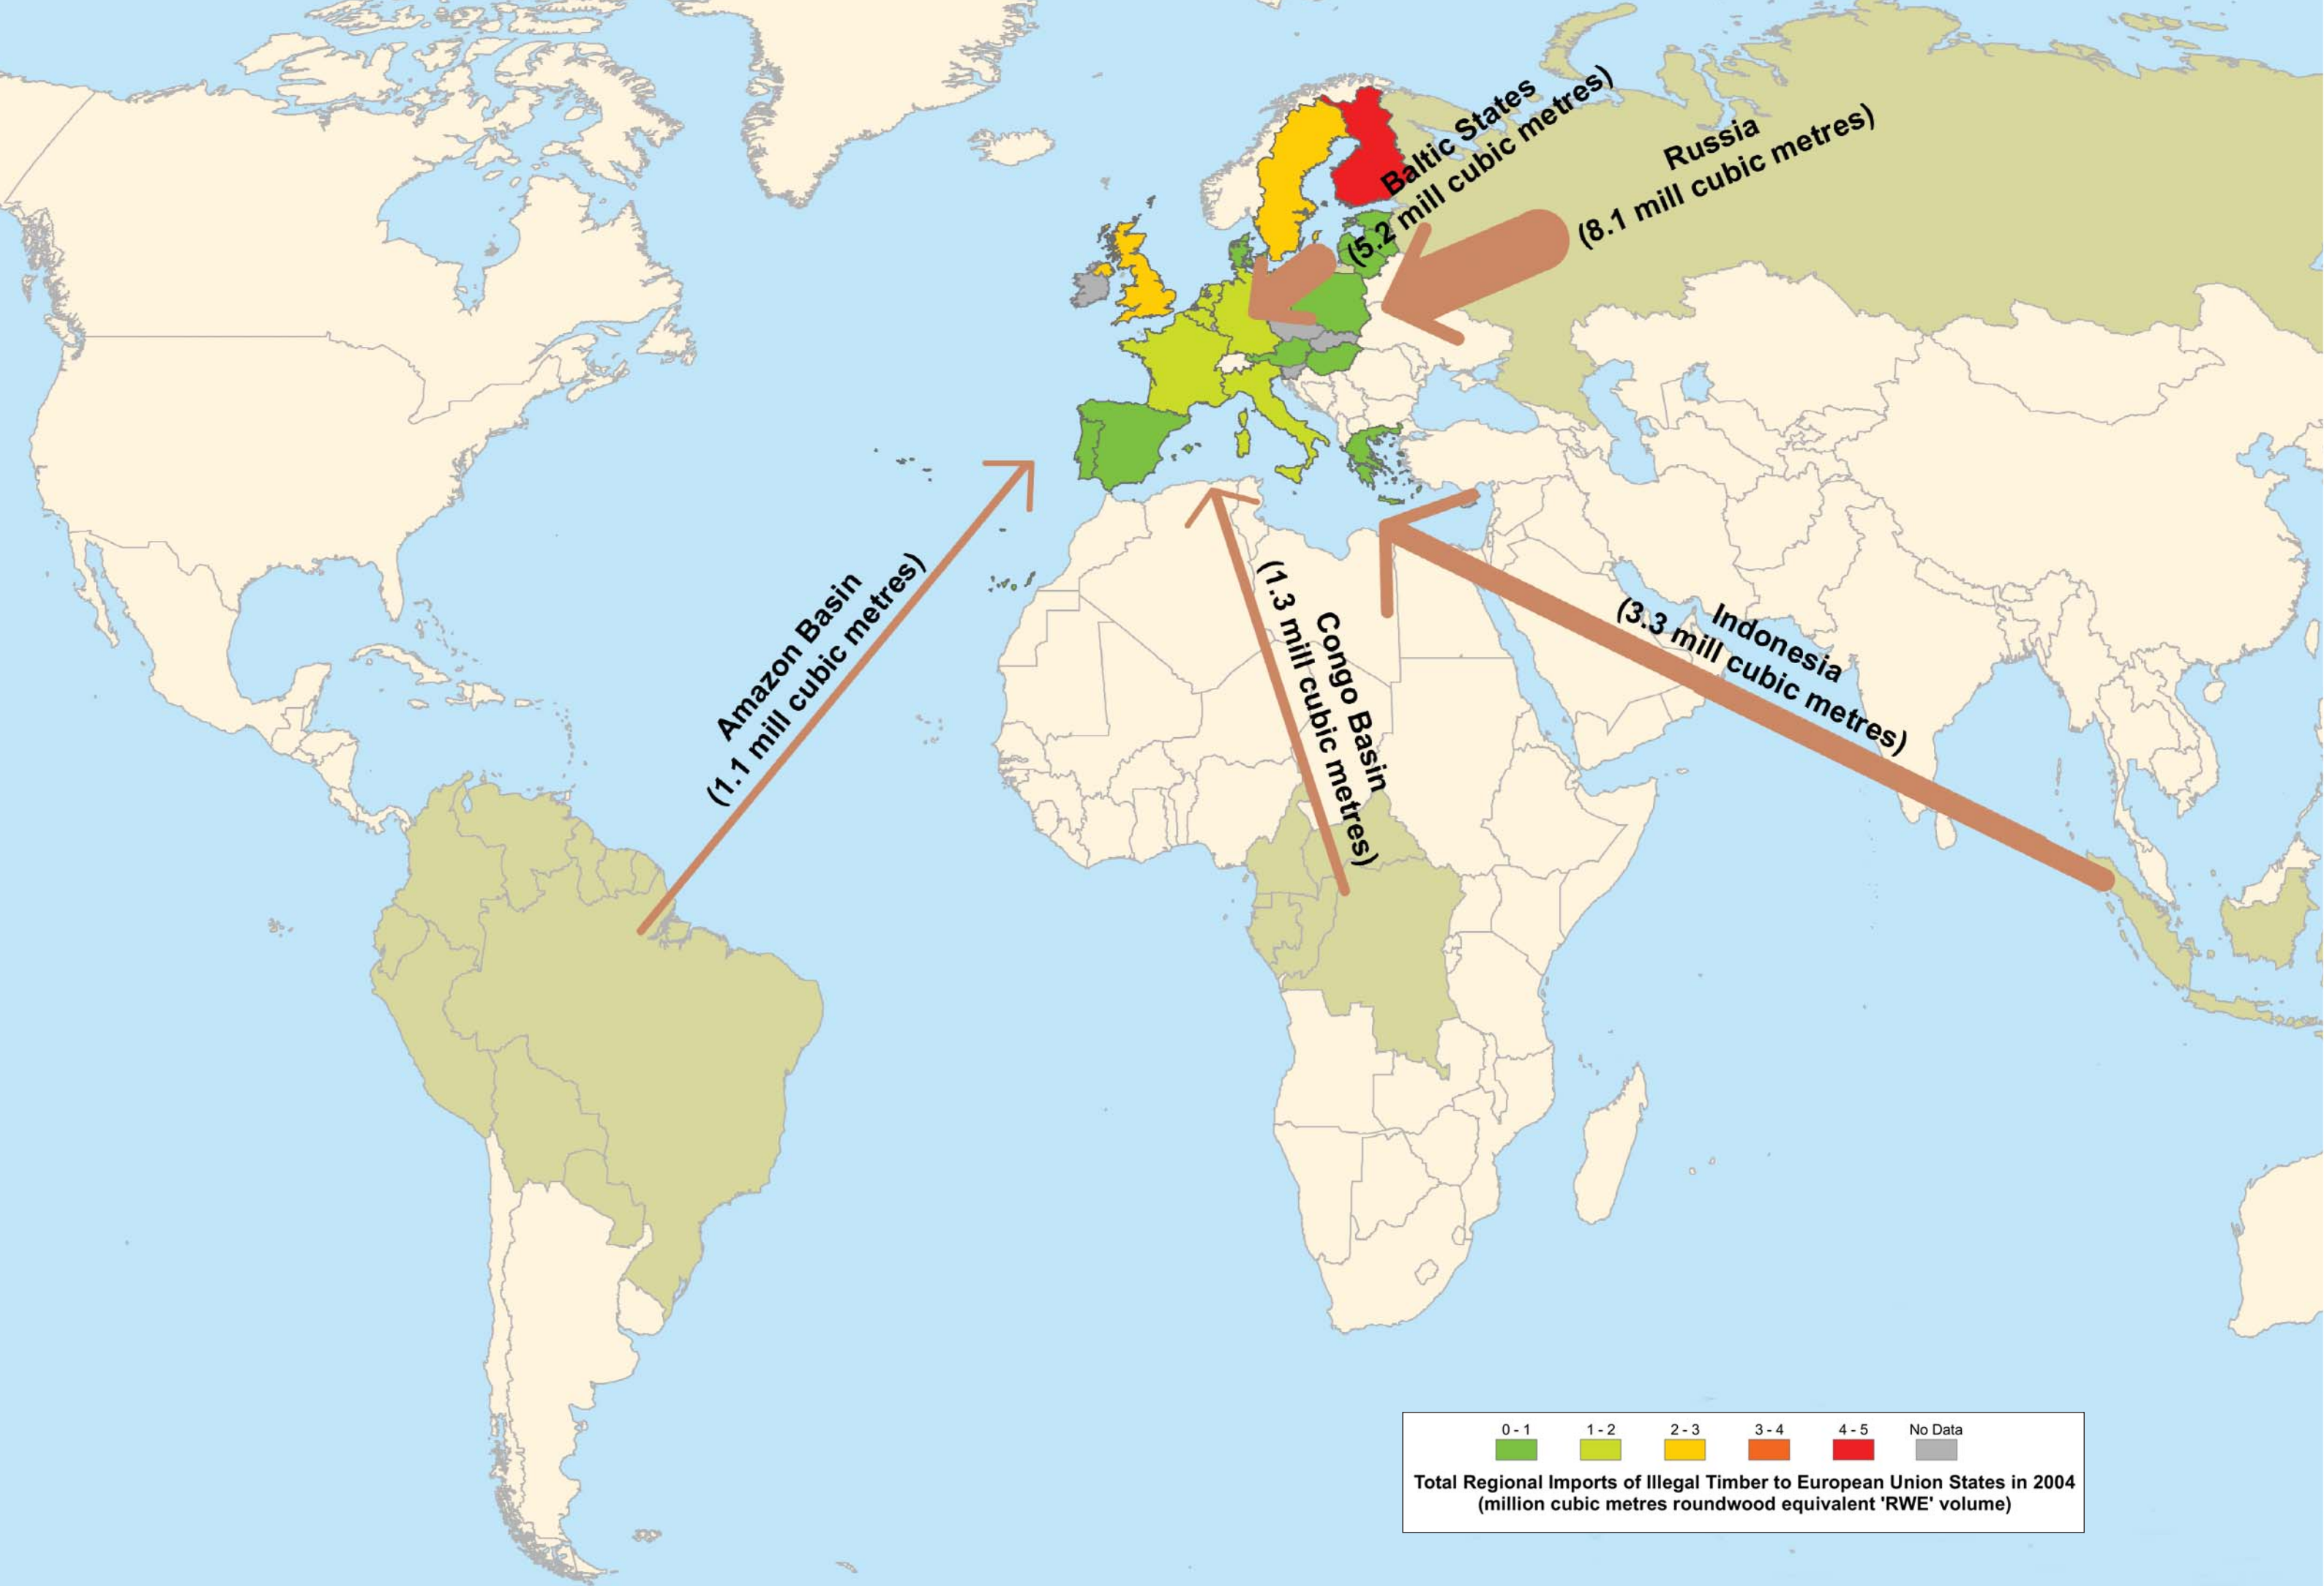 Baltic States
(5.2 mill cubic metres)
Russia
(8.1 mill cubic metres)
Amazon Basin
(1.1 mill cubic metres)
Congo Basin
(1.3 mill cubic metres)
Indonesia
(3.3 mill cubic metres)
0 - 1 1 - 2 2 - 3 3 - 4 4 - 5 No Data
Total Regional Imports of Illegal Timber to European Union States in 2004
(million cubic metres roundwood equivalent 'RWE' volume)